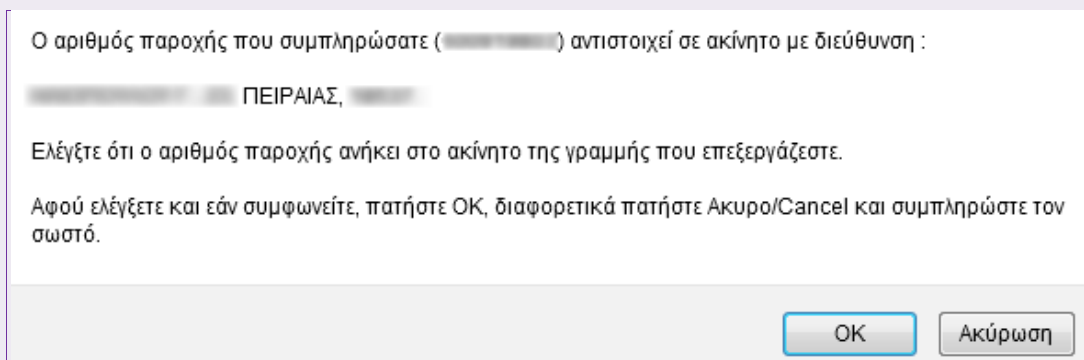 Ο αριθμός παροχής που συμπληρώσατε ( ) αντιστοιχεί σε ακίνητο με διεύθυνση :
ΠΕΙΡΑΙΑΣ,
Ελέγξτε ότι ο αριθμός παροχής ανήκει στο ακίνητο της γραμμής που επεξεργάζεστε.
Αφού ελέγξετε και εάν συμφωνείτε, πατήστε ΟΚ, διαφορετικά πατήστε Ακυρο/Cancel και συμπληρώστε τον
σωστό.
OK
Ακύρωση